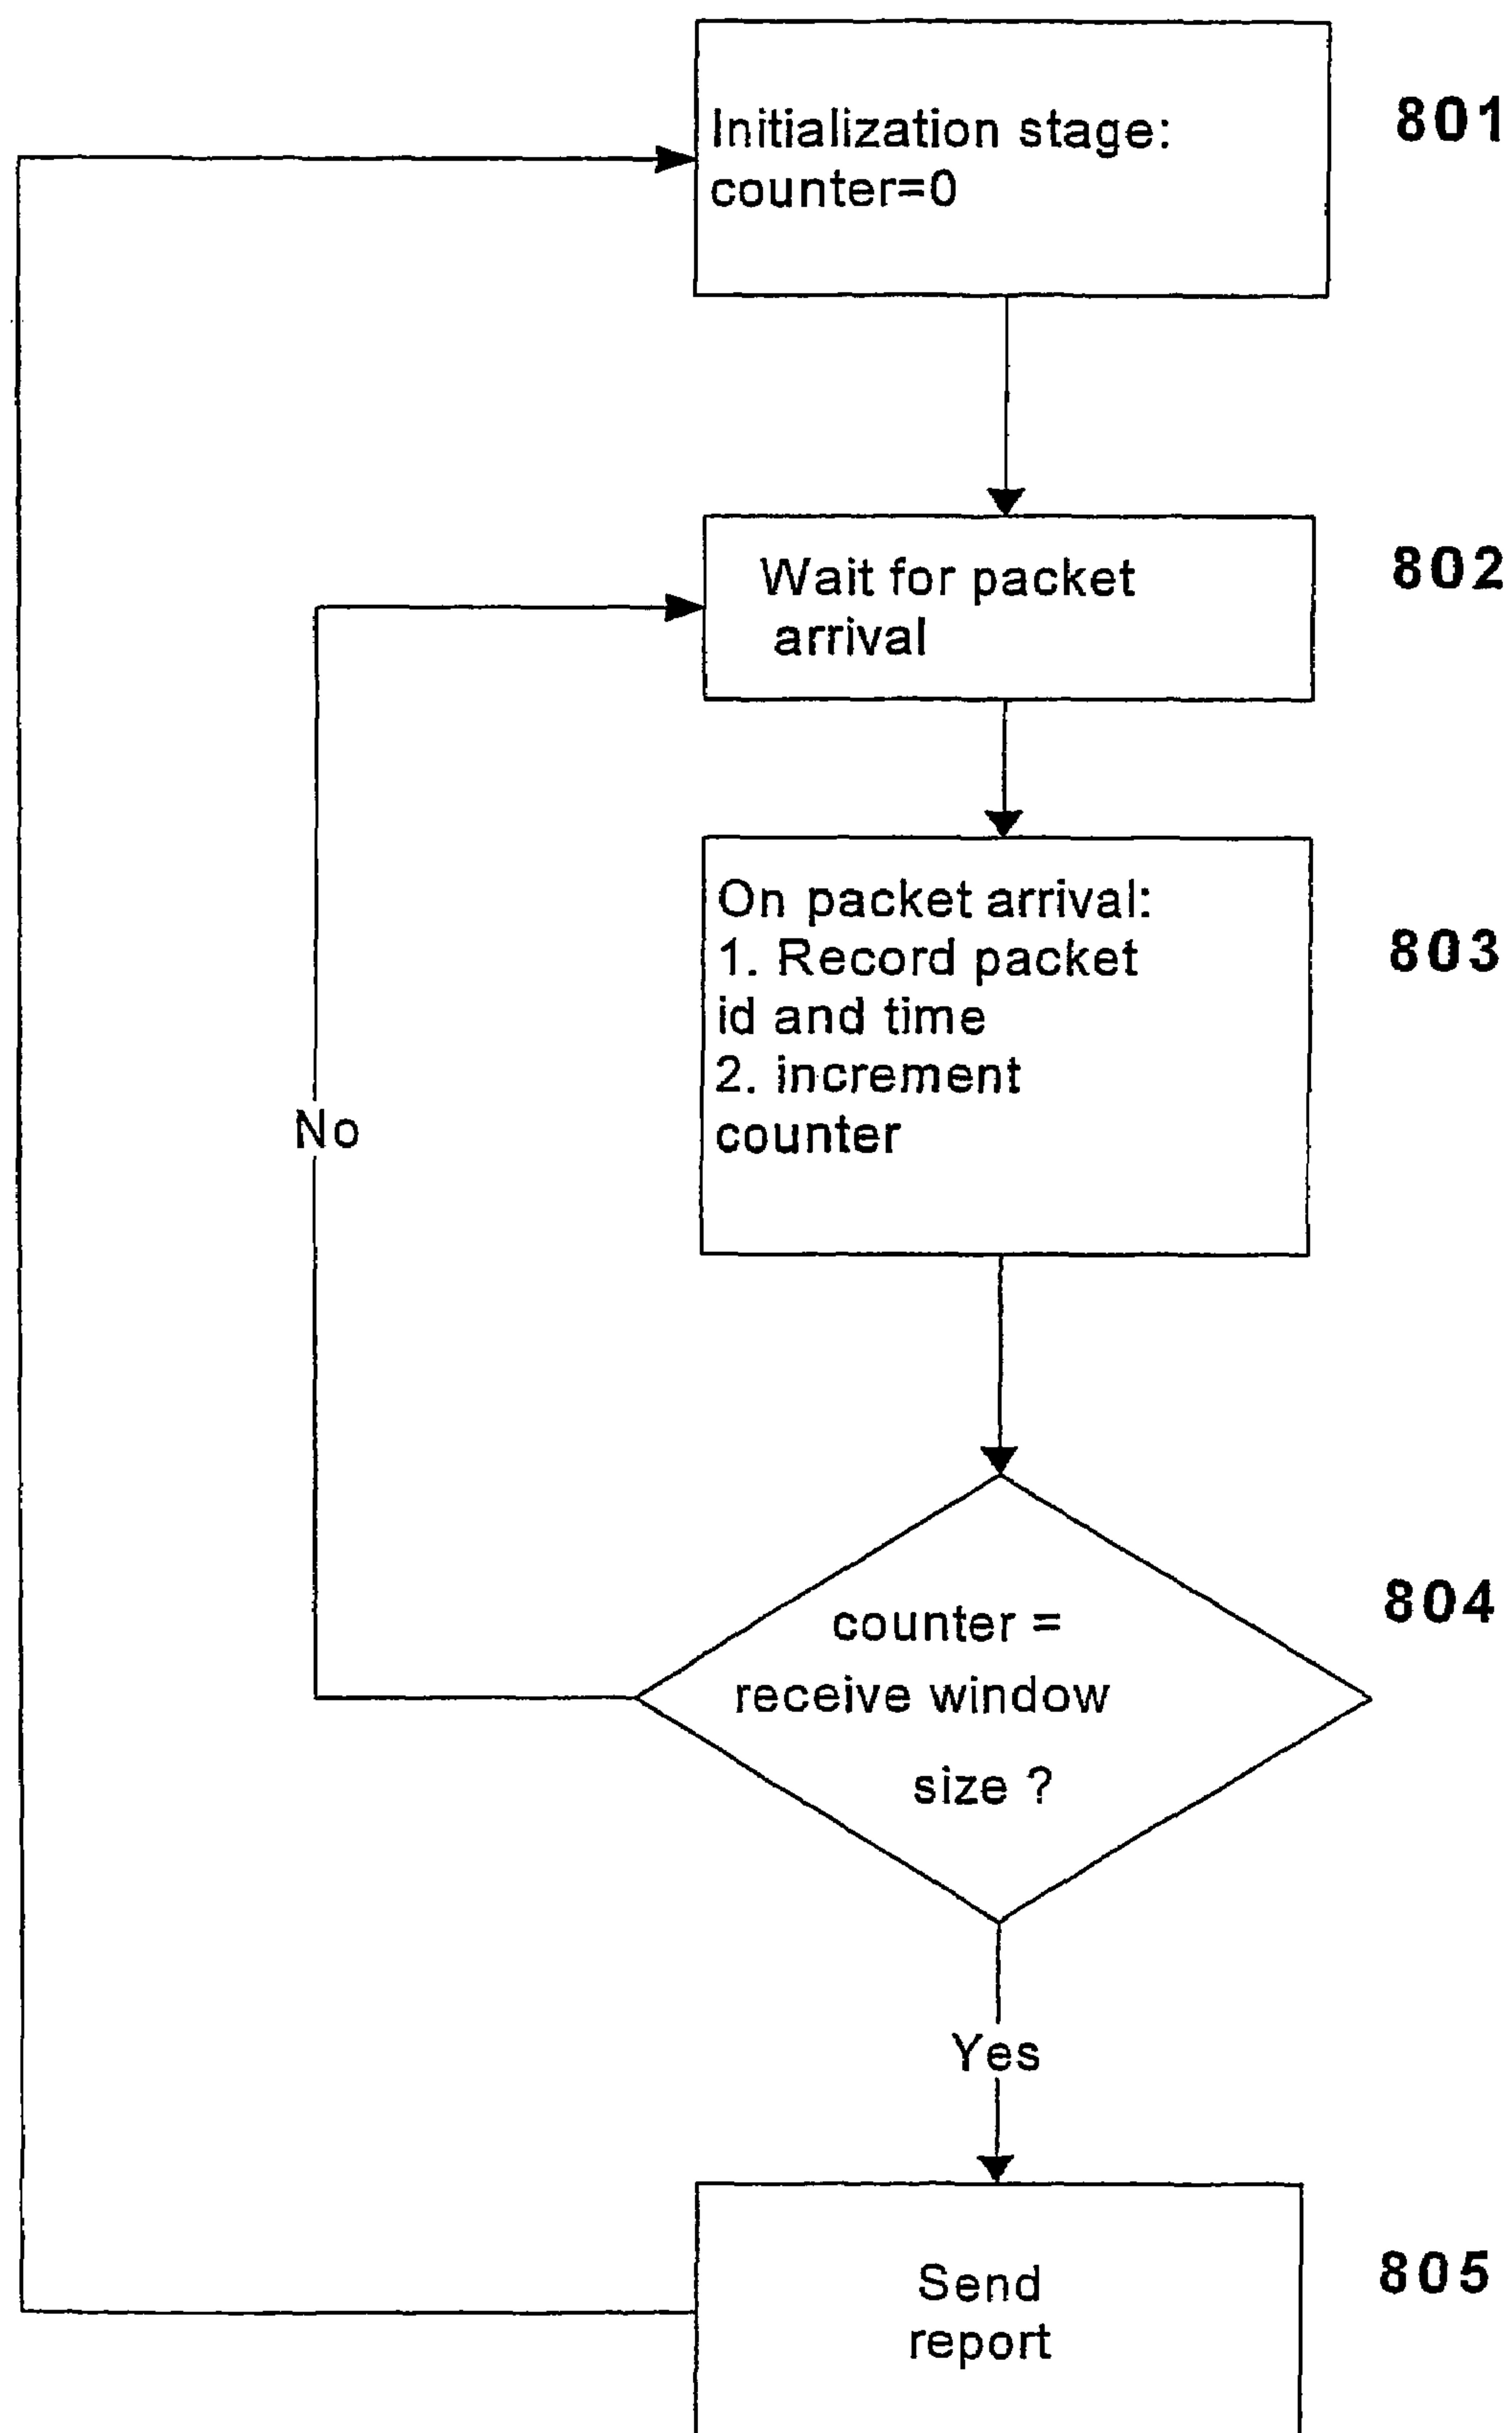 Initialization stage:
counter=0
801
Wait for packet
arrival
802
On packet arrival:
1. Record packet
id and time
2. increment
counter
803
No
counter =
receive window
size ?
804
Yes
Send
report
805